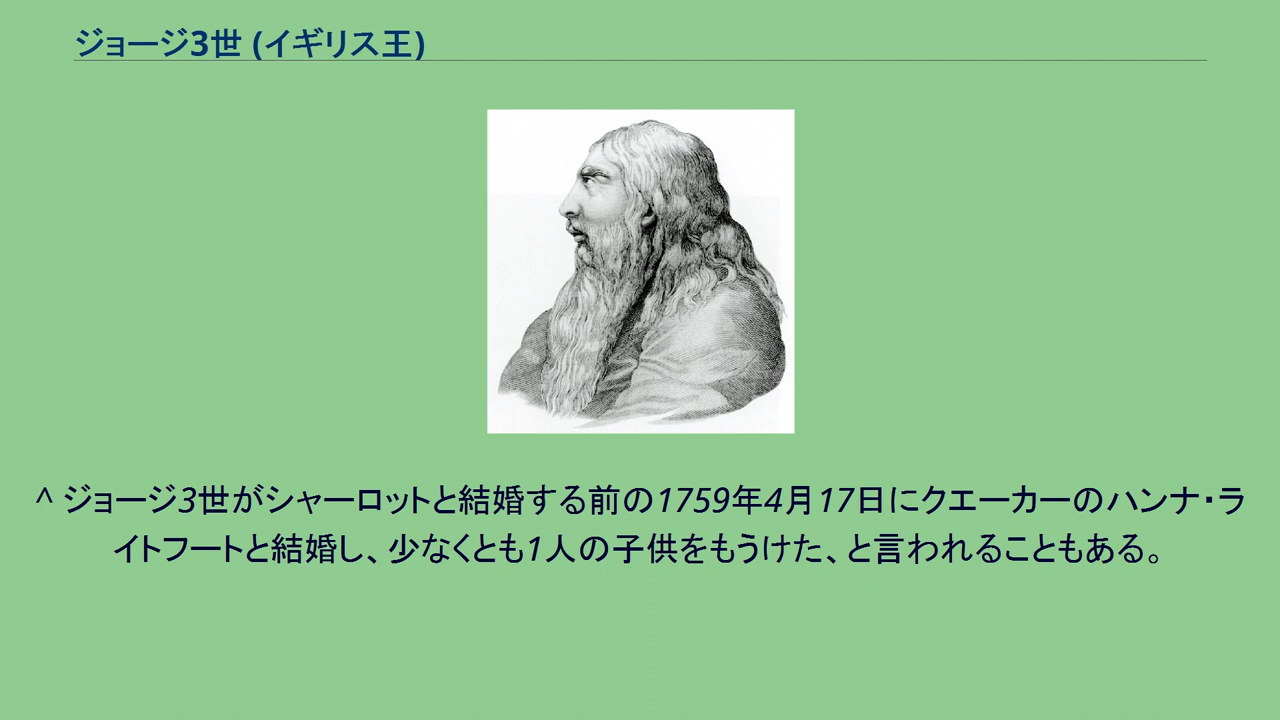 ジョージ3世 (イギリス王)
^ ジョージ3世がシャーロットと結婚する前の1759年4月17日にクエーカーのハンナ・ラ
イトフートと結婚し、少なくとも1人の子供をもうけた、と言われることもある。